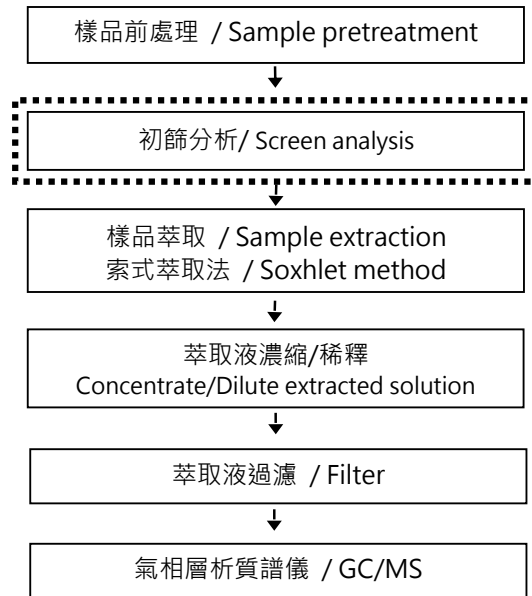 樣品前處理 / Sample pretreatment
初篩分析/ Screen analysis
樣品萃取 / Sample extraction
索式萃取法 / Soxhlet method
萃取液濃縮/稀釋
Concentrate/Dilute extracted solution
萃取液過濾 / Filter
氣相層析質譜儀 / GC/MS